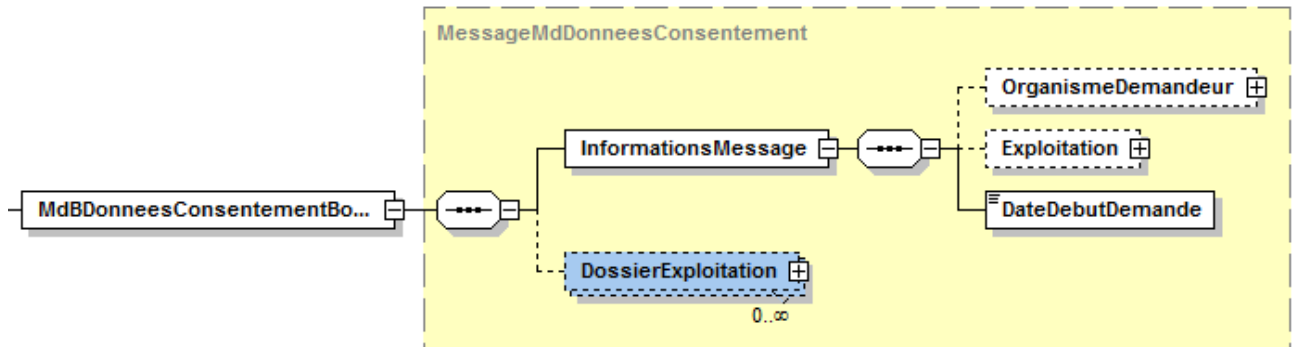 MessageMdDonneesConsentement
OrganismeDemandeur
InformationsMessage
Exploitation
MdBDonneesConsentementBo...
DateDebutDemande
DossierExploitation
0..∞